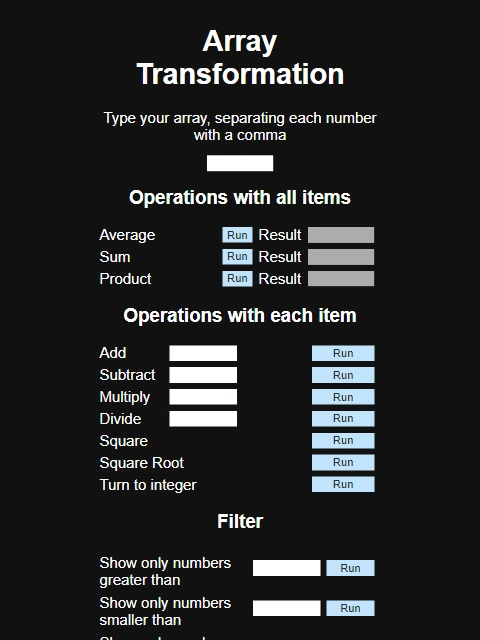 Array
Transformation
Type your array, separating each number
with a comma
Operations with all items
Average Run Result
Sum Run Result
Product Run Result
Operations with each item
Add Run
Subtract Run
Multiply Run
Divide Run
Square Run
Square Root Run
Turn to integer Run
Filter
Show only numbers
greater than Run
Show only numbers
smaller than Run